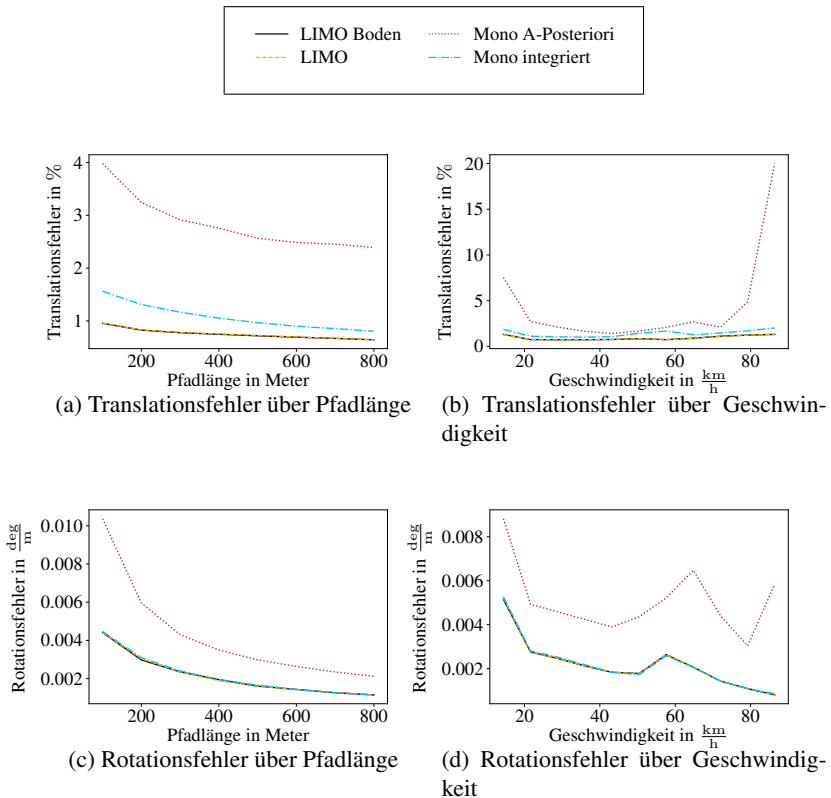 LIMO Boden
LIMO
Mono A-Posteriori
Mono integriert
Translationsfehler in %
4
3
2
1
200 400 600 800
Pfadlänge in Meter
(a) Translationsfehler über Pfadlänge
Translationsfehler in %
20
15
10
5
0
20 40 60 80
Geschwindigkeit in km/h
(b) Translationsfehler über Geschwin-
digkeit
Rotationsfehler in deg/m
0.010
0.008
0.006
0.004
0.002
200 400 600 800
Pfadlänge in Meter
(c) Rotationsfehler über Pfadlänge
Rotationsfehler in deg/m
0.008
0.006
0.004
0.002
20 40 60 80
Geschwindigkeit in km/h
(d) Rotationsfehler über Geschwindig-
keit